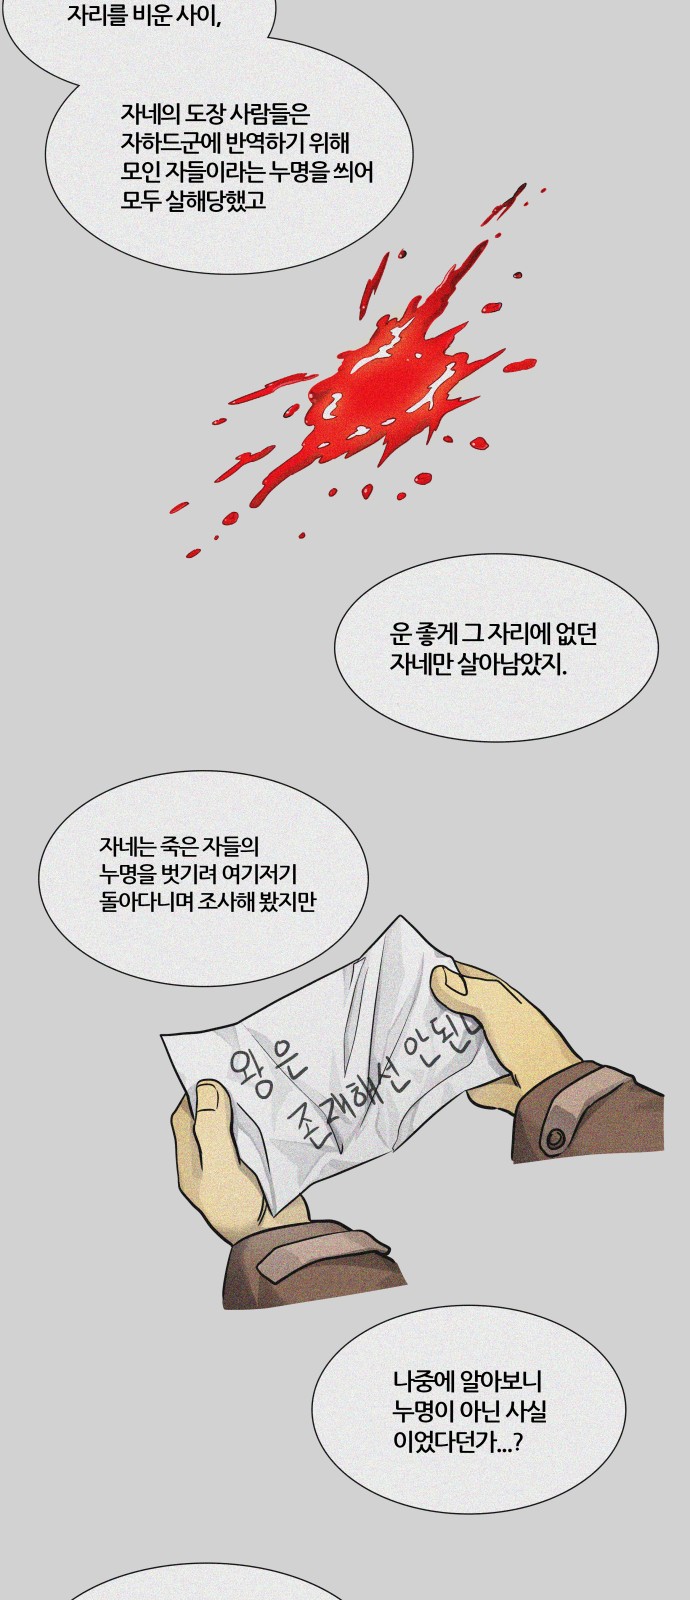 자리를 비운 사이,
자네의 도장 사람들은
자하드군에 반역하기 위해
모인 자들이라는 누명을 씌어
모두 살해당했고
운 좋게 그 자리에 없던
자네만 살아남았지.
자네는 죽은 자들의
누명을 벗기려 여기저기
돌아다니며 조사해 봤지만
왕은
존재해선 안된다
나중에 알아보니
누명이 아닌 사실
이었다던가...?